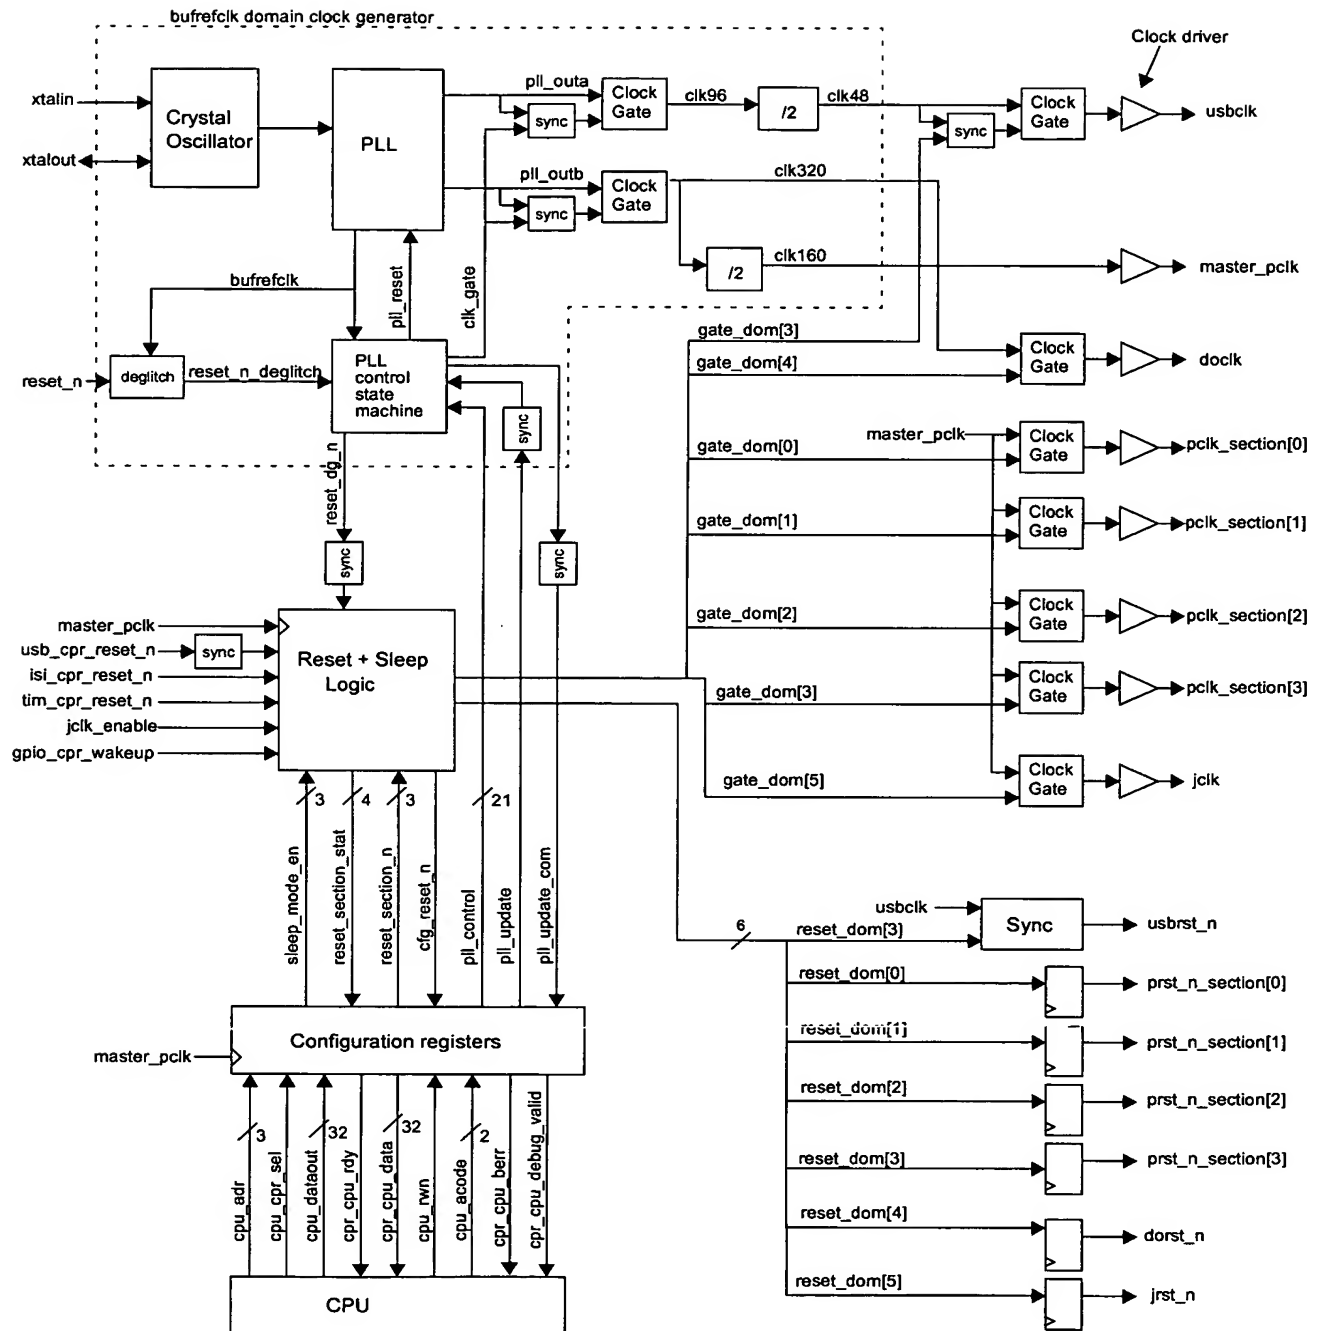 bufrefclk domain clock generator
Clock driver
xtalin
xtalout
Crystal
Oscillator
PLL
pll_outa
sync
Clock
Gate
clk96
/2
clk48
sync
Clock
Gate
usbclk
pll_outb
sync
Clock
Gate
clk320
/2
clk160
master_pclk
bufrefclk
pll_reset
clk_gate
reset_n
deglitch
reset_n_deglitch
PLL
control
state
machine
sync
reset_dg_n
sync
sync
gate_dom[3]
gate_dom[4]
Clock
Gate
doclk
master_pclk
gate_dom[0]
Clock
Gate
pclk_section[0]
gate_dom[1]
Clock
Gate
pclk_section[1]
gate_dom[2]
Clock
Gate
pclk_section[2]
gate_dom[3]
Clock
Gate
pclk_section[3]
gate_dom[5]
Clock
Gate
jclk
master_pclk
usb_cpr_reset_n
sync
isi_cpr_reset_n
tim_cpr_reset_n
jclk_enable
gpio_cpr_wakeup
Reset + Sleep
Logic
3
4
3
21
sleep_mode_en
reset_section_stat
reset_section_n
cfg_reset_n
pll_control
pll_update
pll_update_com
6
usbclk
reset_dom[3]
Sync
usbrst_n
reset_dom[0]
prst_n_section[0]
reset_dom[1]
prst_n_section[1]
reset_dom[2]
prst_n_section[2]
reset_dom[3]
prst_n_section[3]
reset_dom[4]
dorst_n
reset_dom[5]
jrst_n
Configuration registers
master_pclk
3
32
32
2
cpu_adr
cpu_cpr_sel
cpu_dataout
cpr_cpu_rdy
cpr_cpu_data
cpu_rwn
cpu_acode
cpr_cpu_berr
cpr_cpu_debug_valid
CPU